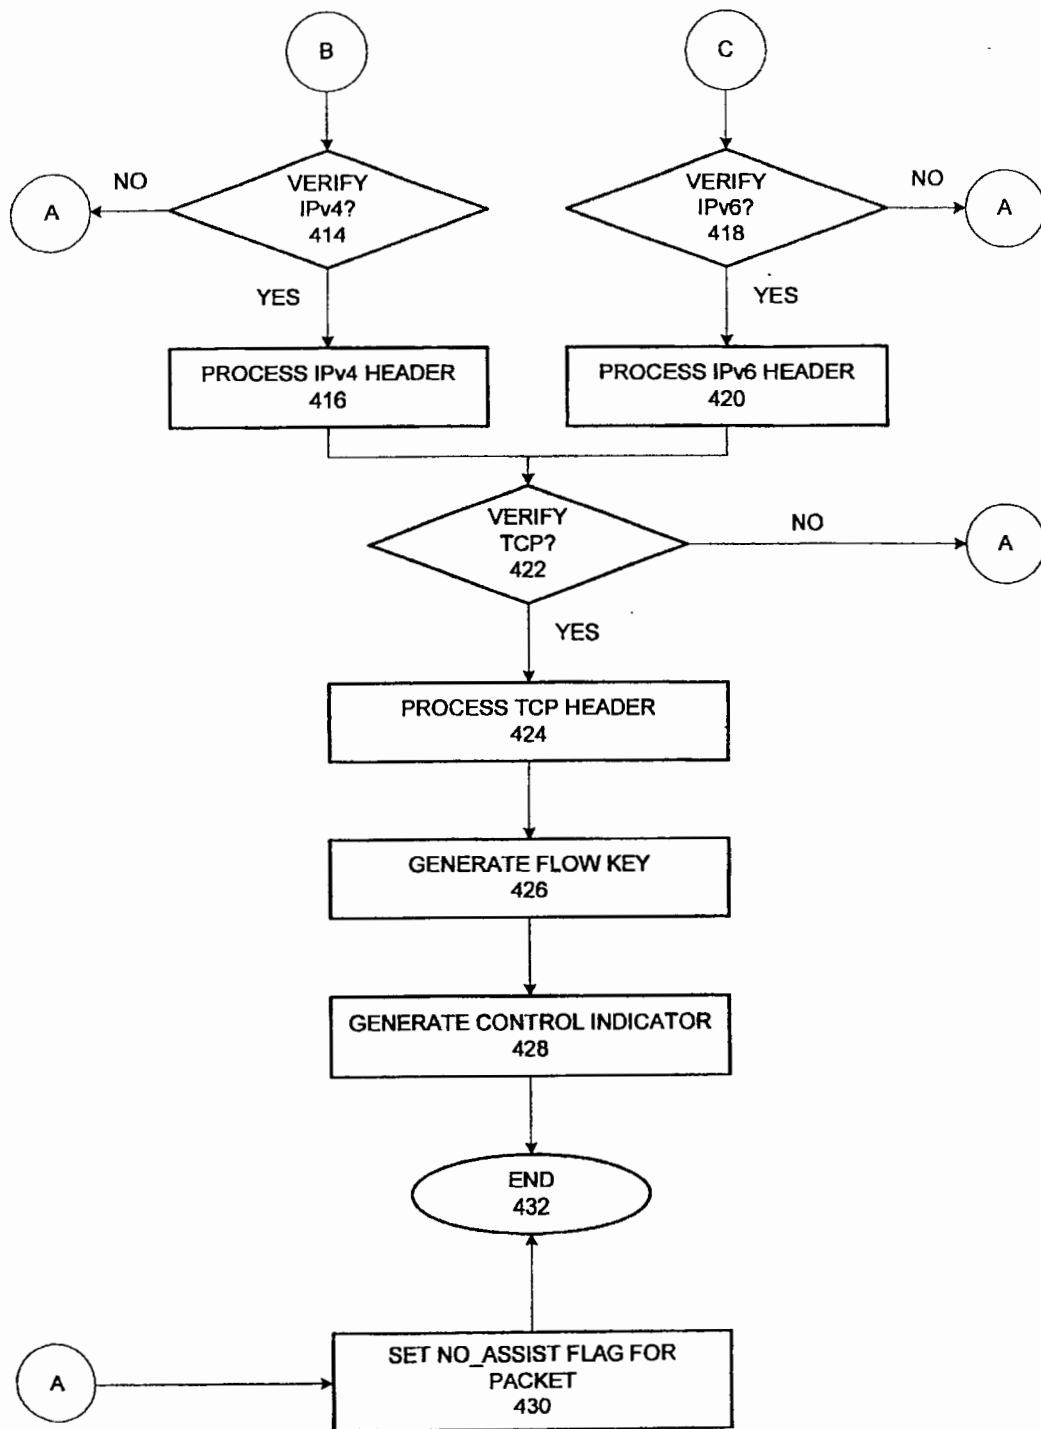 B
C
VERIFY
IPv4?
414
NO
A
VERIFY
IPv6?
418
NO
A
YES
YES
PROCESS IPv4 HEADER
416
PROCESS IPv6 HEADER
420
VERIFY
TCP?
422
NO
A
YES
PROCESS TCP HEADER
424
GENERATE FLOW KEY
426
GENERATE CONTROL INDICATOR
428
END
432
A
SET NO_ASSIST FLAG FOR
PACKET
430